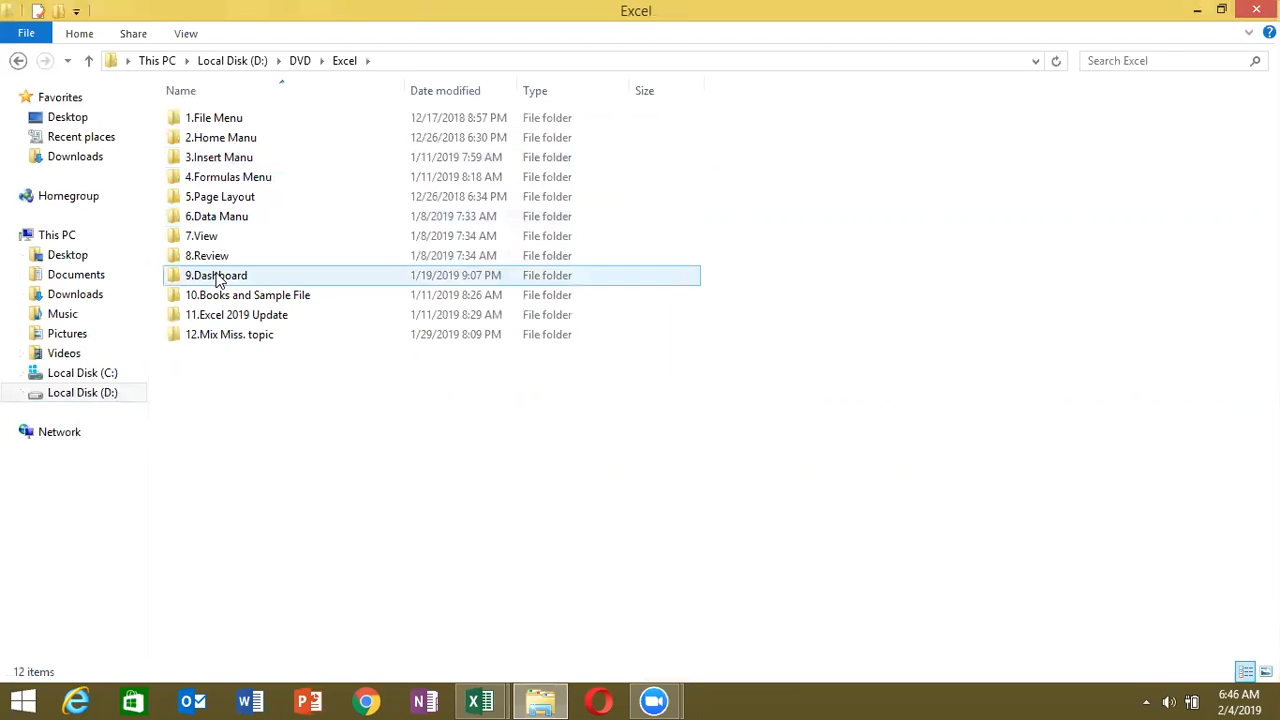 Excel
File Home Share View
This PC Local Disk (D:) DVD Excel Search Excel
Name Date modified Type Size
Favorites
Desktop
Recent places
Downloads
Homegroup
This PC
Desktop
Documents
Downloads
Music
Pictures
Videos
Local Disk (C:)
Local Disk (D:)
Network
1.File Menu 12/17/2018 8:57 PM File folder
2.Home Manu 12/26/2018 6:30 PM File folder
3.Insert Manu 1/11/2019 7:59 AM File folder
4.Formulas Menu 1/11/2019 8:18 AM File folder
5.Page Layout 12/26/2018 6:34 PM File folder
6.Data Manu 1/8/2019 7:33 AM File folder
7.View 1/8/2019 7:34 AM File folder
8.Review 1/8/2019 7:34 AM File folder
9.Dashboard 1/19/2019 9:07 PM File folder
10.Books and Sample File 1/11/2019 8:26 AM File folder
11.Excel 2019 Update 1/11/2019 8:29 AM File folder
12.Mix Miss. topic 1/29/2019 8:09 PM File folder
12 items
6:46 AM
2/4/2019